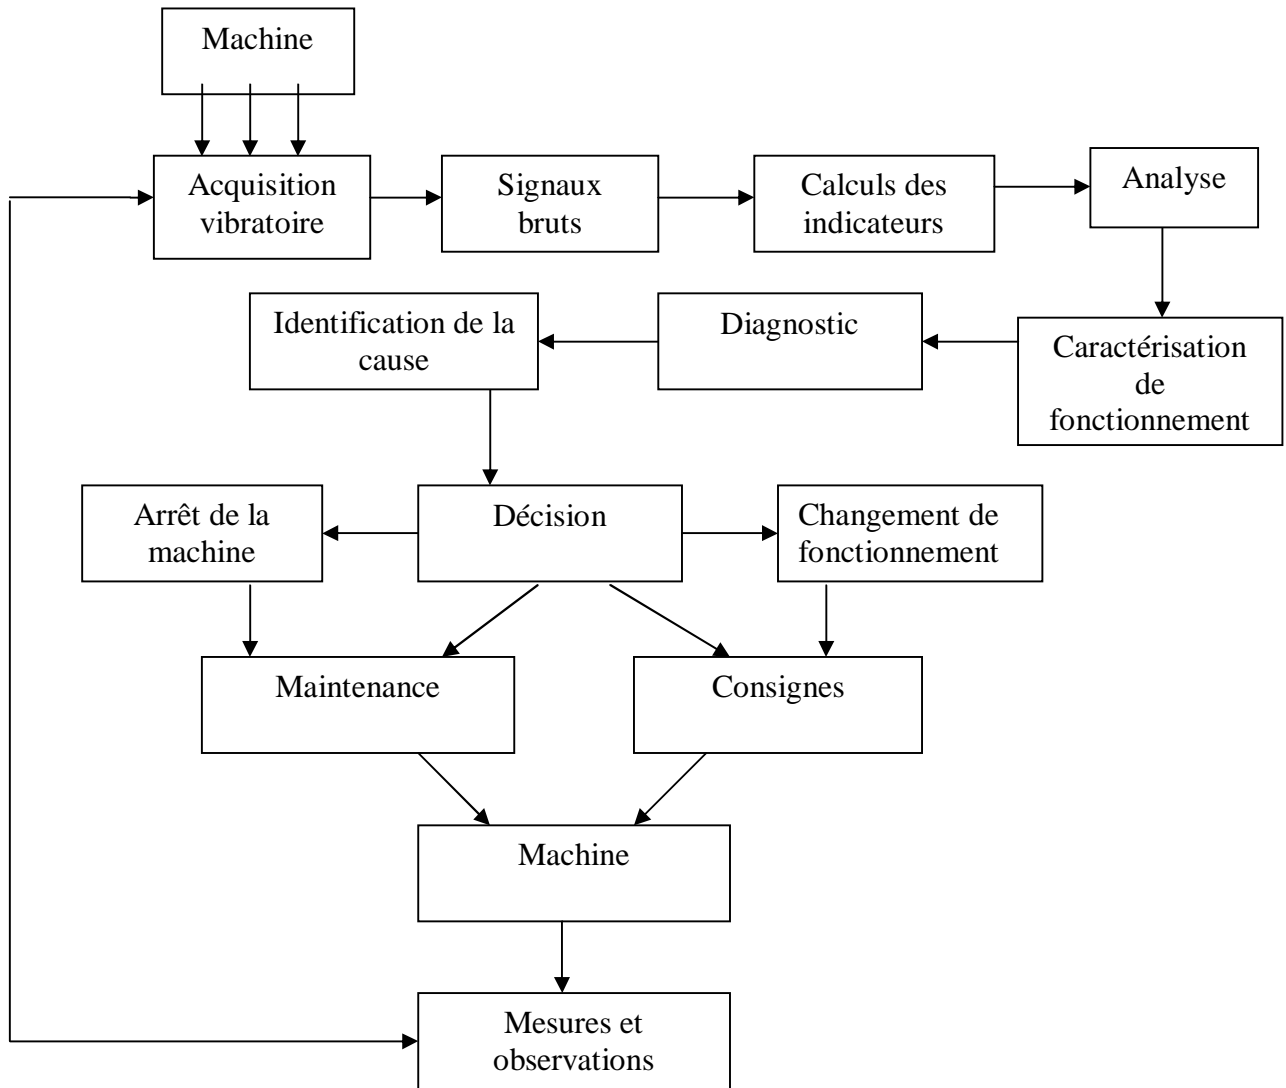 Machine
Acquisition
vibratoire
Signaux
bruts
Calculs des
indicateurs
Analyse
Identification de la
cause
Diagnostic
Caractérisation
de
fonctionnement
Arrêt de la
machine
Décision
Changement de
fonctionnement
Maintenance
Consignes
Machine
Mesures et
observations